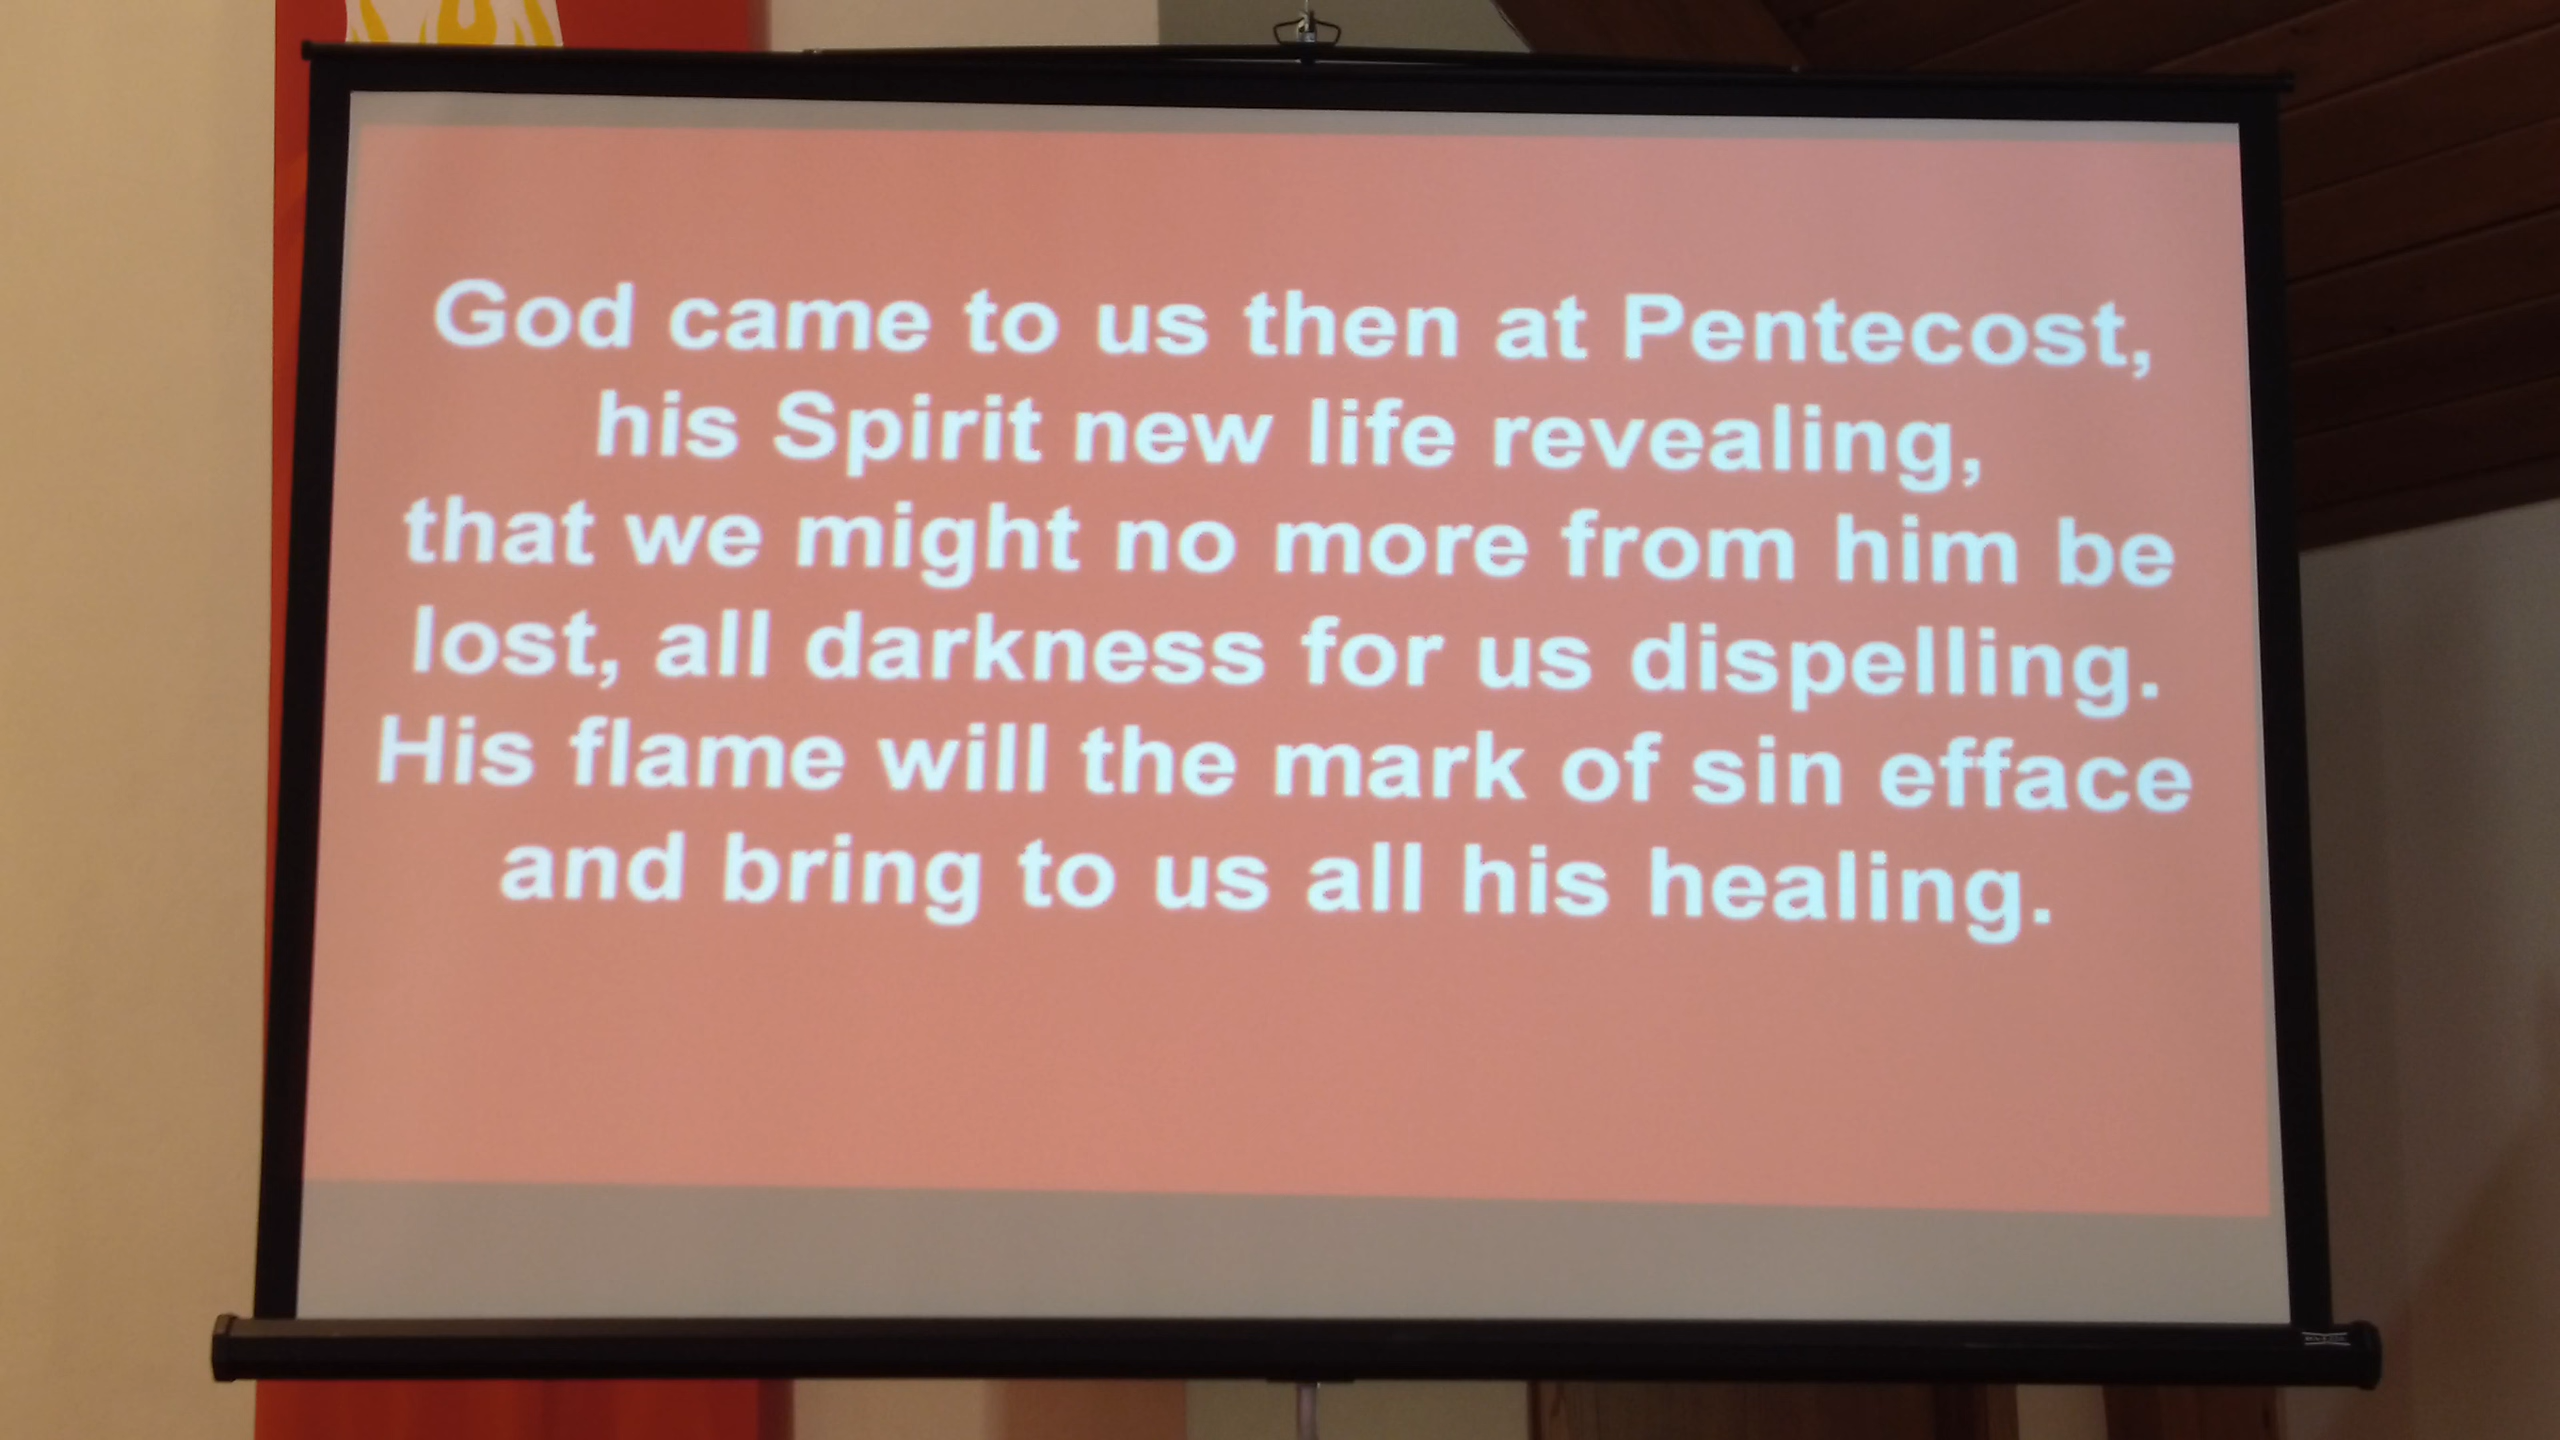 God came to us then at Pentecost,
his Spirit new life revealing,
that we might no more from him be
lost, all darkness for us dispelling.
His flame will the mark of sin efface
and bring to us all his healing.